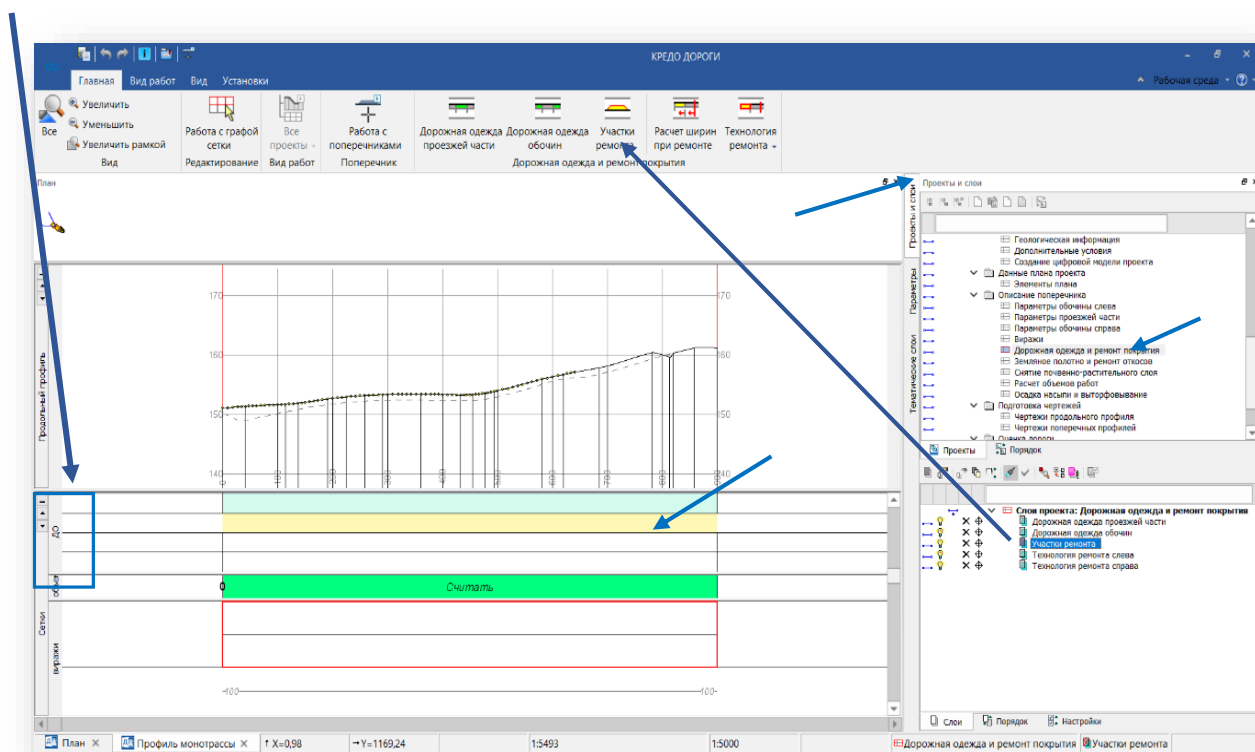 КРЕДО ДОРОГИ
Главная Вид работ Вид Установки
Рабочая среда
Все
Увеличить
Уменьшить
Увеличить рамкой
Вид
Работа с графой сетки
Редактирование
Все проекты
Вид работ
Работа с поперечниками
Поперечник
Дорожная одежда проезжей части
Дорожная одежда обочин
Участки ремонта
Расчет ширин при ремонте
Технология ремонта
Дорожная одежда и ремонт покрытия
План
Проекты и слои
Проекты и слои
Параметры
Тематические слои
Геологическая информация
Дополнительные условия
Создание цифровой модели проекта
Данные плана проекта
Элементы плана
Описание поперечника
Параметры обочины слева
Параметры проезжей части
Параметры обочины справа
Виражи
Дорожная одежда и ремонт покрытия
Земляное полотно и ремонт откосов
Снятие почвенно-растительного слоя
Расчет объемов работ
Осадка насыпи и выторфовывание
Подготовка чертежей
Чертежи продольного профиля
Чертежи поперечных профилей
Оценка дороги
Проекты Порядок
Слои проекта: Дорожная одежда и ремонт покрытия
Дорожная одежда проезжей части
Дорожная одежда обочин
Участки ремонта
Технология ремонта слева
Технология ремонта справа
Слои Порядок Настройки
Продольный профиль
170 170
160 160
150 150
140 140
Сетки
ДО
0 Считать
виражи
-100 100-
План Профиль монотрассы X=0,98 Y=1169,24 1:5493 1:5000 Дорожная одежда и ремонт покрытия Участки ремонта